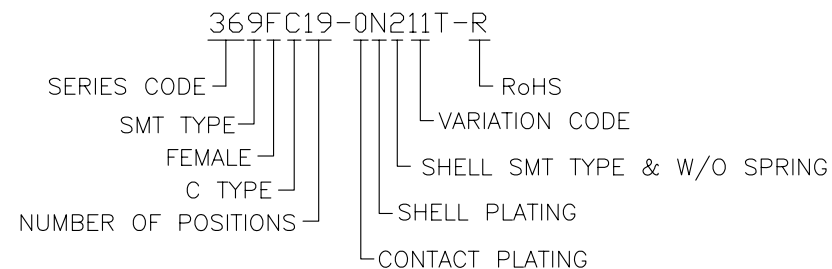 369FC19-0N211T-R
SERIES CODE
RoHS
SMT TYPE
VARIATION CODE
FEMALE
SHELL SMT TYPE & W/O SPRING
C TYPE
SHELL PLATING
NUMBER OF POSITIONS
CONTACT PLATING